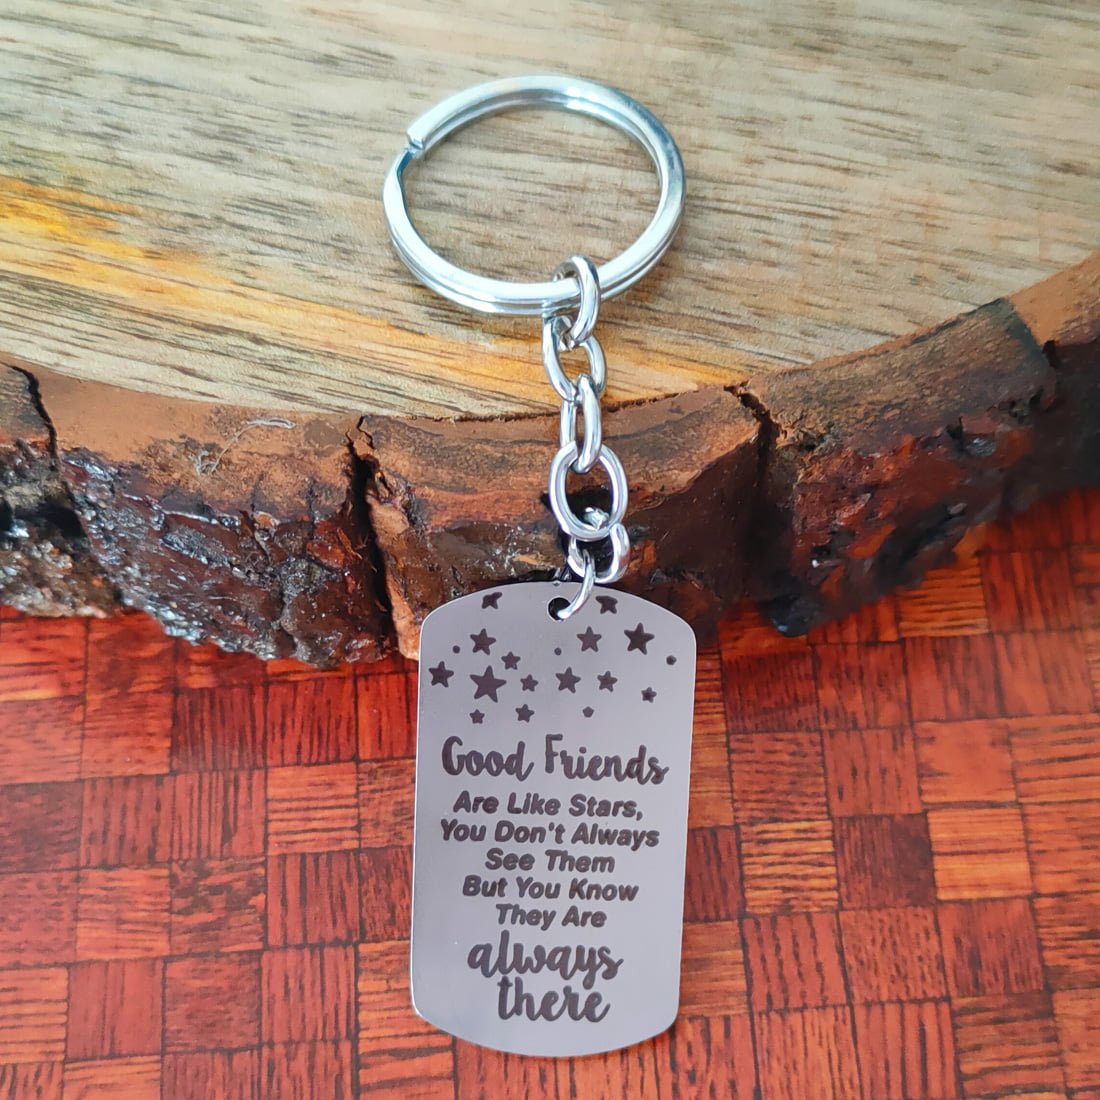 Good Friends
Are Like Stars,
You Don't Always
See Them
But You Know
They Are
always
there